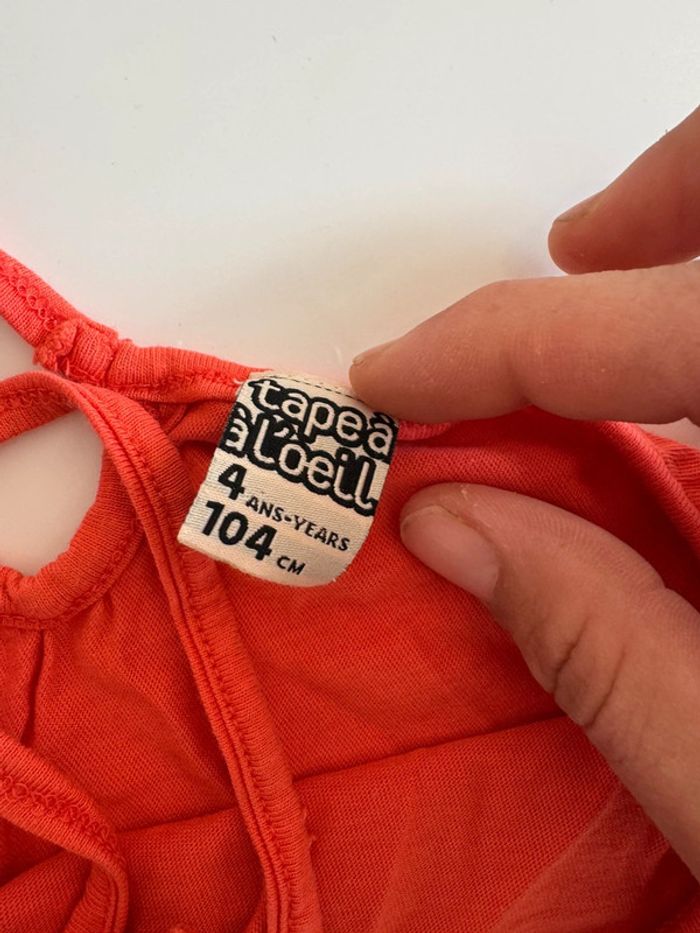 tape à
à l'oeil
4 ANS-YEARS
104 CM